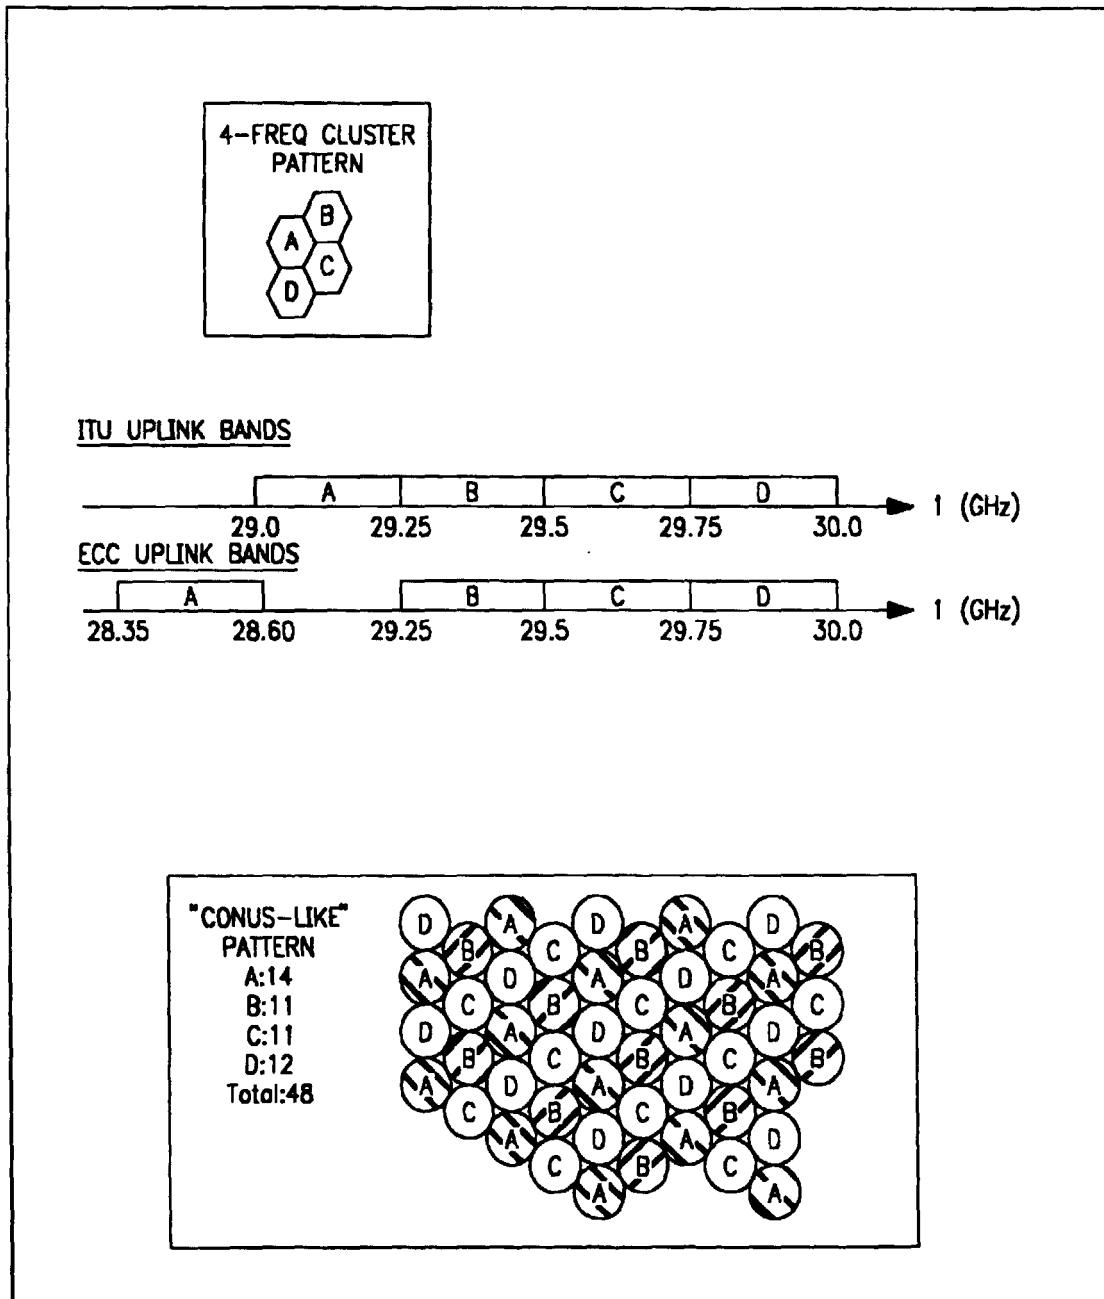 4-FREQ CLUSTER
PATTERN
B
A
C
D
ITU UPLINK BANDS
A B C D
29.0 29.25 29.5 29.75 30.0 f (GHz)
ECC UPLINK BANDS
A B C D
28.35 28.60 29.25 29.5 29.75 30.0 f (GHz)
"CONUS-LIKE"
PATTERN
A:14
B:11
C:11
D:12
Total:48
D A D A D
B C B C B
A D A D A
C B C B C
D A D A D
B C B C B
A D A D A
C B C B
A D A D
C B C
A A